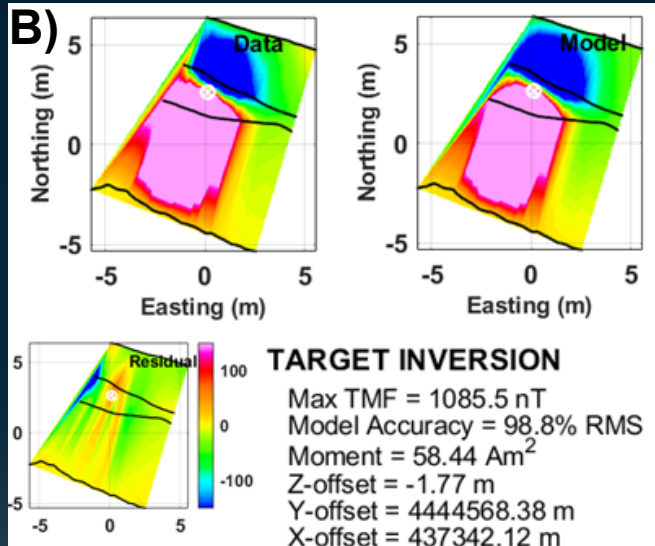 B)
Data
Model
5
0
-5
Northing (m)
-5 0 5
Easting (m)
5
0
-5
Northing (m)
-5 0 5
Easting (m)
Residual
5
0
-5
-5 0 5
100
0
-100
TARGET INVERSION
Max TMF = 1085.5 nT
Model Accuracy = 98.8% RMS
Moment = 58.44 Am²
Z-offset = -1.77 m
Y-offset = 4444568.38 m
X-offset = 437342.12 m